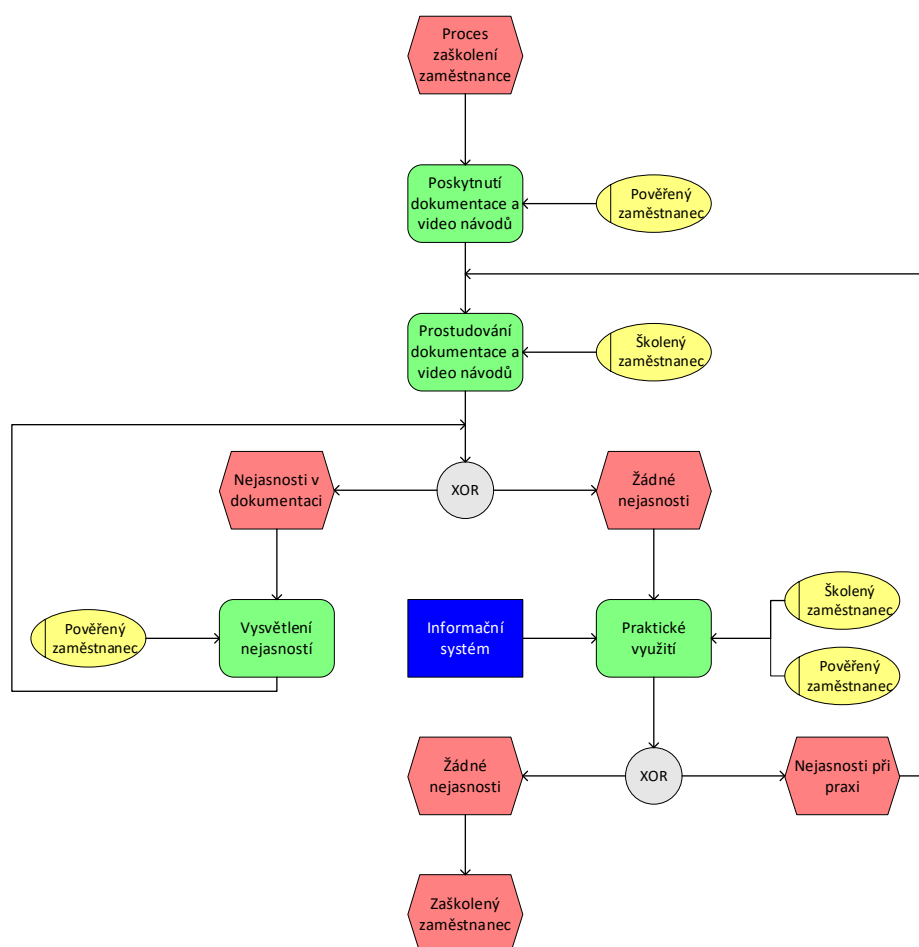 Proces
zaškolení
zaměstnance
Poskytnutí
dokumentace a
video návodů
Pověřený
zaměstnanec
Prostudování
dokumentace a
video návodů
Školený
zaměstnanec
Nejasnosti v
dokumentaci
XOR
Žádné
nejasnosti
Pověřený
zaměstnanec
Vysvětlení
nejasností
Informační
systém
Praktické
využití
Školený
zaměstnanec
Pověřený
zaměstnanec
Žádné
nejasnosti
XOR
Nejasnosti při
praxi
Zaškolený
zaměstnanec